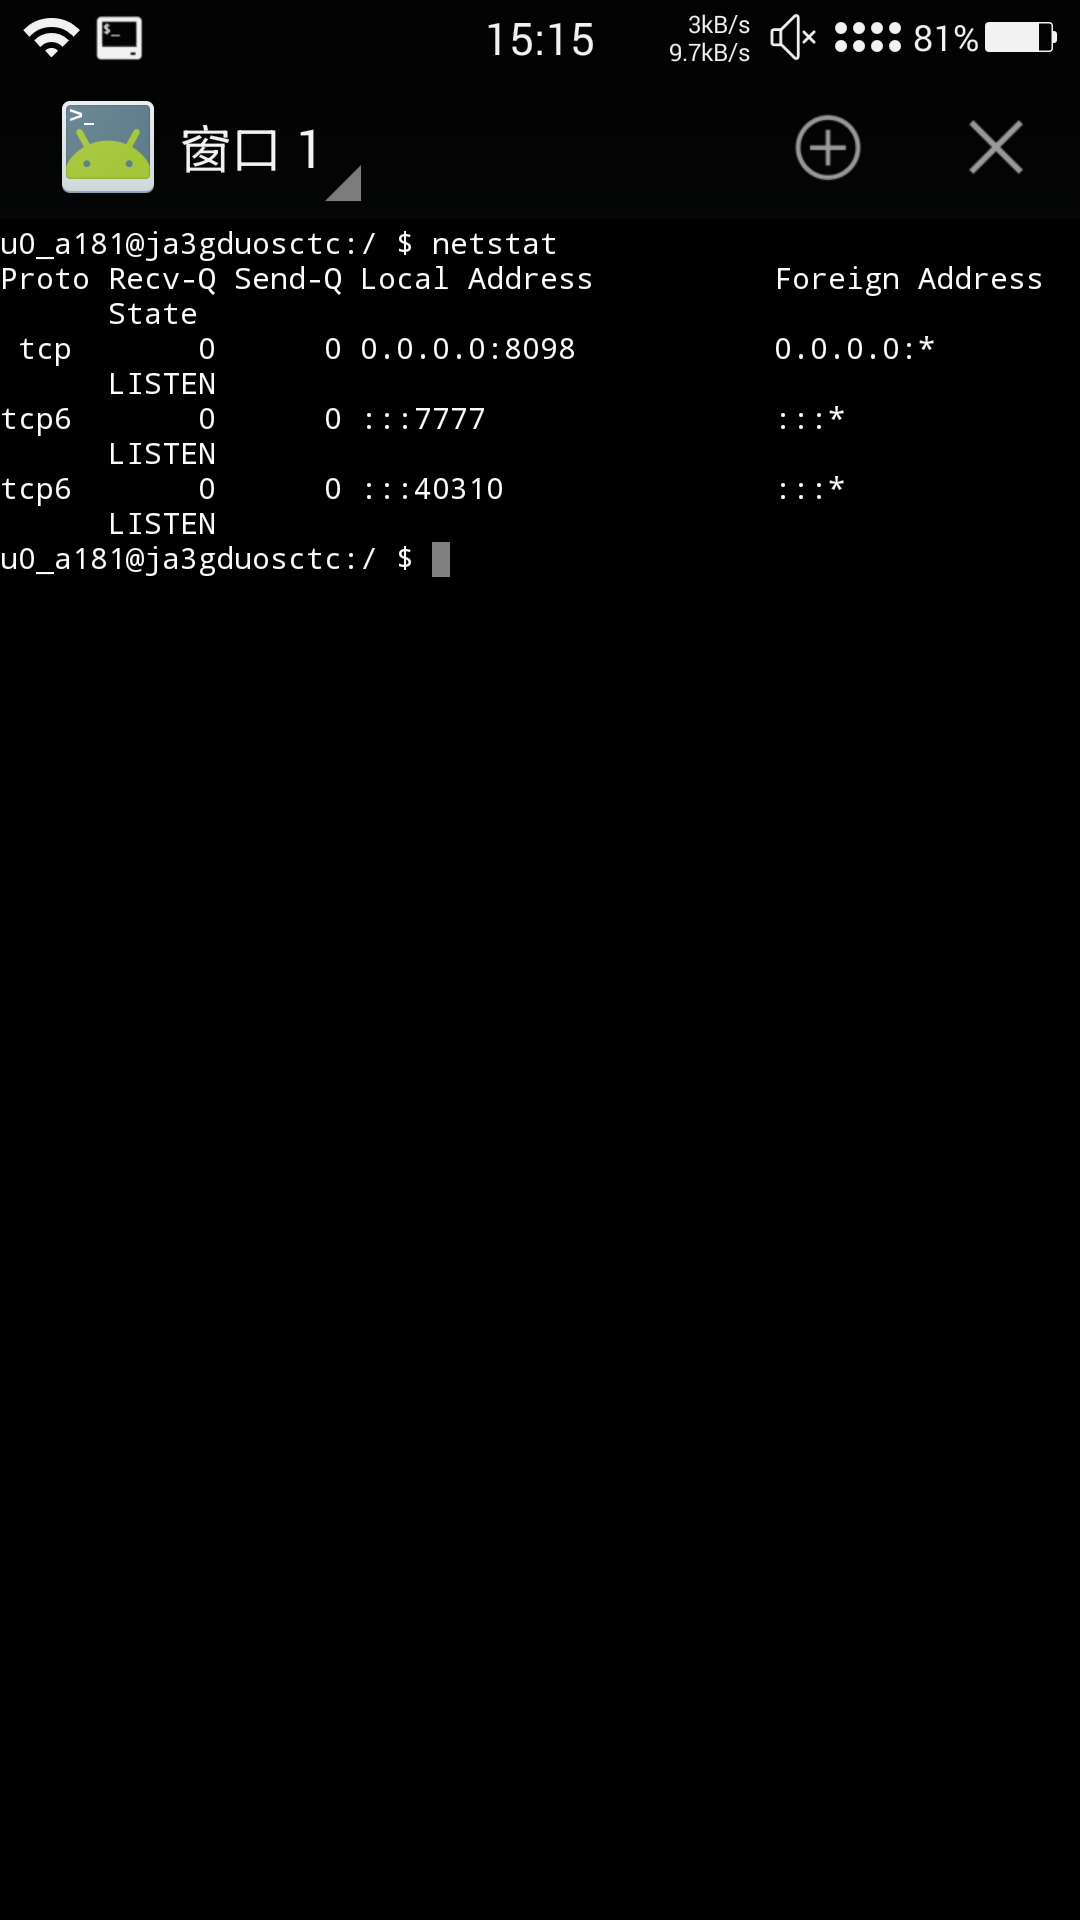 15:15
3kB/s
9.7kB/s
81%
窗口 1
u0_a181@ja3gduosctc:/ $ netstat
Proto Recv-Q Send-Q Local Address          Foreign Address
      State
 tcp       0      0 0.0.0.0:8098           0.0.0.0:*
      LISTEN
tcp6       0      0 :::7777                :::*
      LISTEN
tcp6       0      0 :::40310               :::*
      LISTEN
u0_a181@ja3gduosctc:/ $